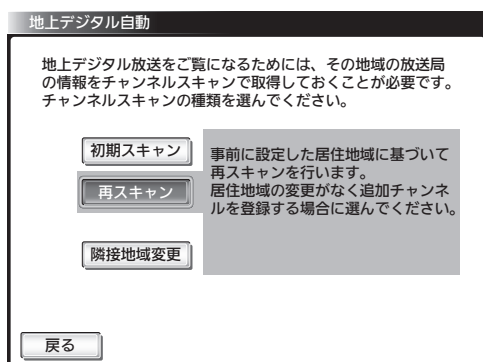 地上デジタル自動
地上デジタル放送をご覧になるためには、その地域の放送局
の情報をチャンネルスキャンで取得しておくことが必要です。
チャンネルスキャンの種類を選んでください。
初期スキャン
再スキャン
隣接地域変更
事前に設定した居住地域に基づいて
再スキャンを行います。
居住地域の変更がなく追加チャンネ
ルを登録する場合に選んでください。
戻る